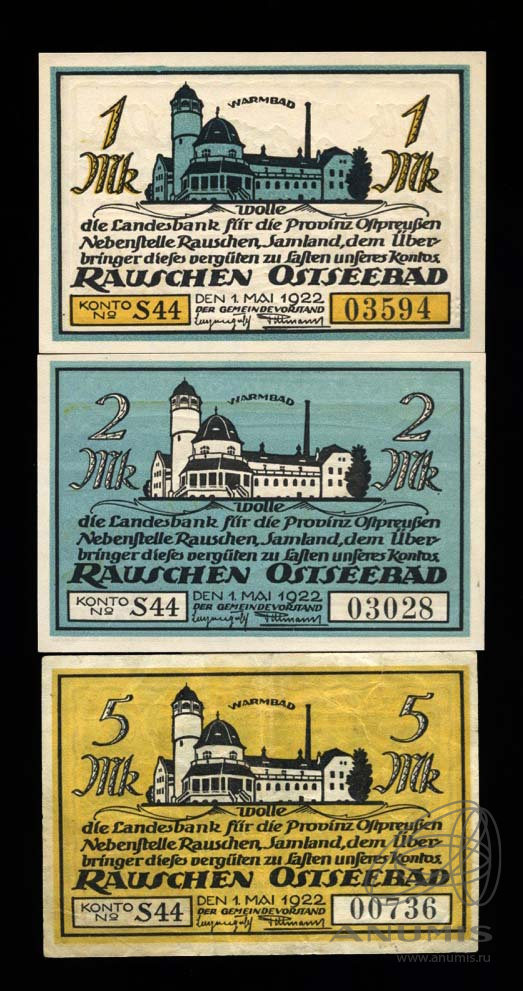 WARMBAD
1 Mk 1 Mk
wolle
die Landesbank für die Provinz Ostpreußen
Nebenstelle Rauschen, Samland, dem Über-
bringer dieses vergüten zu Lasten unseres Kontos
RAUSCHEN OSTSEEBAD
KONTO No S44
DEN 1. MAI 1922
DER GEMEINDEVORSTAND
03594
WARMBAD
2 Mk 2 Mk
wolle
die Landesbank für die Provinz Ostpreußen
Nebenstelle Rauschen, Samland, dem Über-
bringer dieses vergüten zu Lasten unseres Kontos
RAUSCHEN OSTSEEBAD
KONTO No S44
DEN 1. MAI 1922
DER GEMEINDEVORSTAND
03028
WARMBAD
5 Mk 5 Mk
wolle
die Landesbank für die Provinz Ostpreußen
Nebenstelle Rauschen, Samland, dem Über-
bringer dieses vergüten zu Lasten unseres Kontos
RAUSCHEN OSTSEEBAD
KONTO No S44
DEN 1. MAI 1922
DER GEMEINDEVORSTAND
00736
ANUMIS
www.anumis.ru